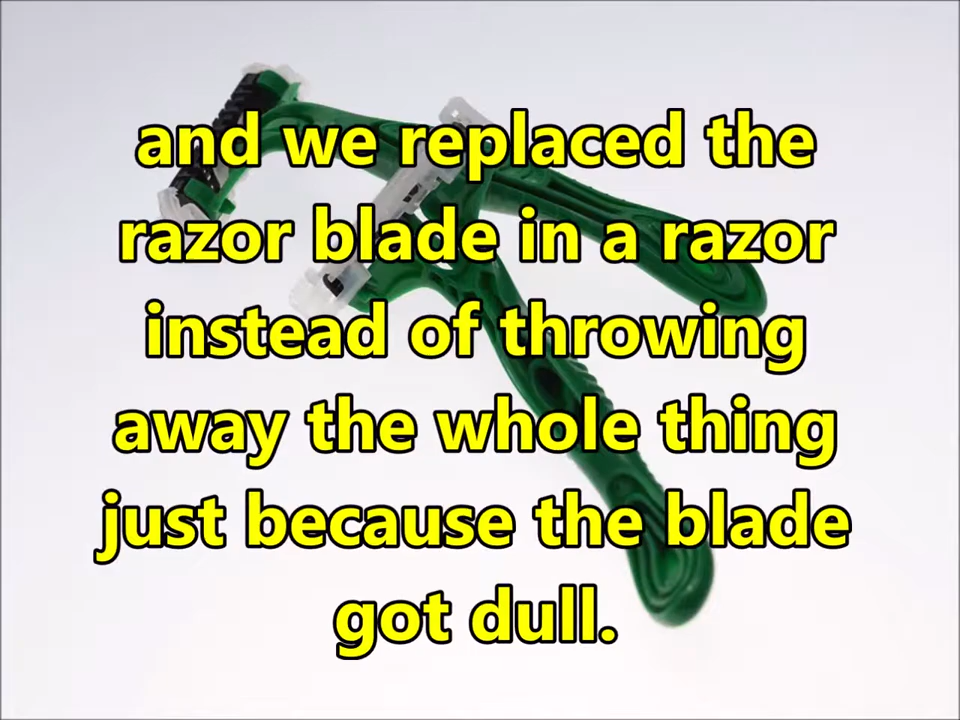 and we replaced the
razor blade in a razor
instead of throwing
away the whole thing
just because the blade
got dull.